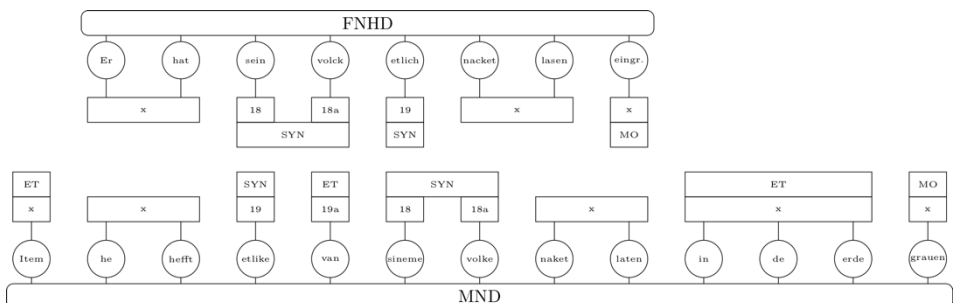 FNHD
Er hat sein volck etlich nacket lasen eingr.
x 18 18a 19 x x
SYN SYN MO
ET SYN ET SYN ET MO
x x 19 19a 18 18a x x x
Item he hefft etlike van sineme volke naket laten in de erde grauen
MND